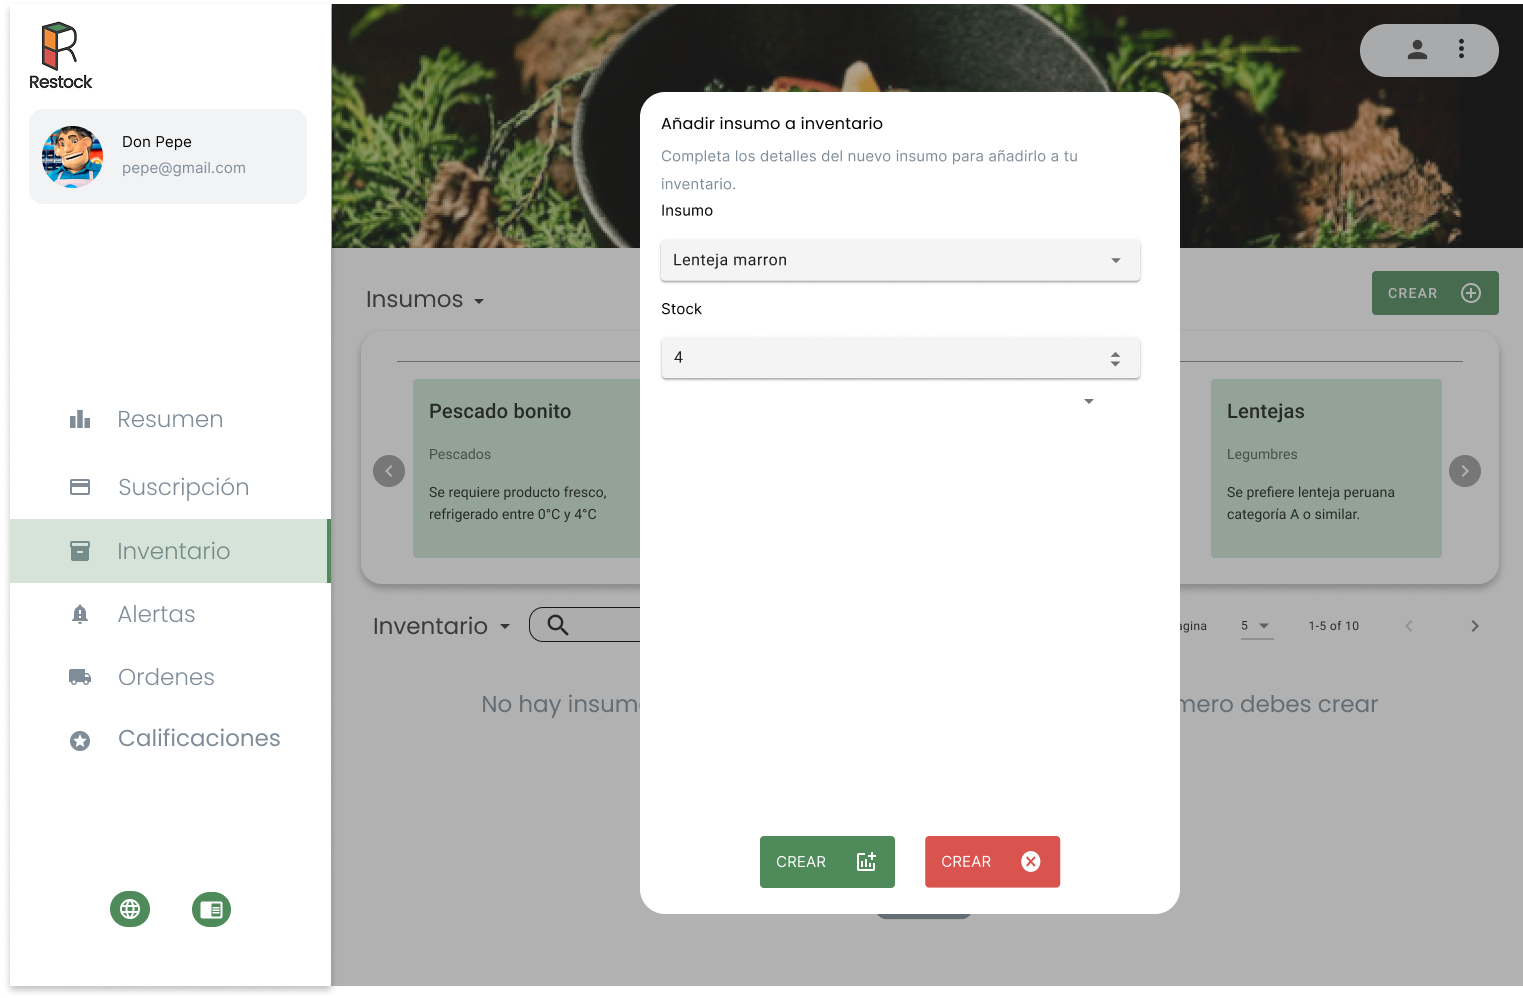 Restock
Don Pepe
pepe@gmail.com
Resumen
Suscripción
Inventario
Alertas
Ordenes
Calificaciones
Insumos
CREAR
Pescado bonito
Pescados
Se requiere producto fresco,
refrigerado entre 0°C y 4°C
Lentejas
Legumbres
Se prefiere lenteja peruana
categoría A o similar.
Inventario
5
1-5 of 10
No hay
debes crear
Añadir insumo a inventario
Completa los detalles del nuevo insumo para añadirlo a tu
inventario.
Insumo
Lenteja marron
Stock
4
CREAR
CREAR